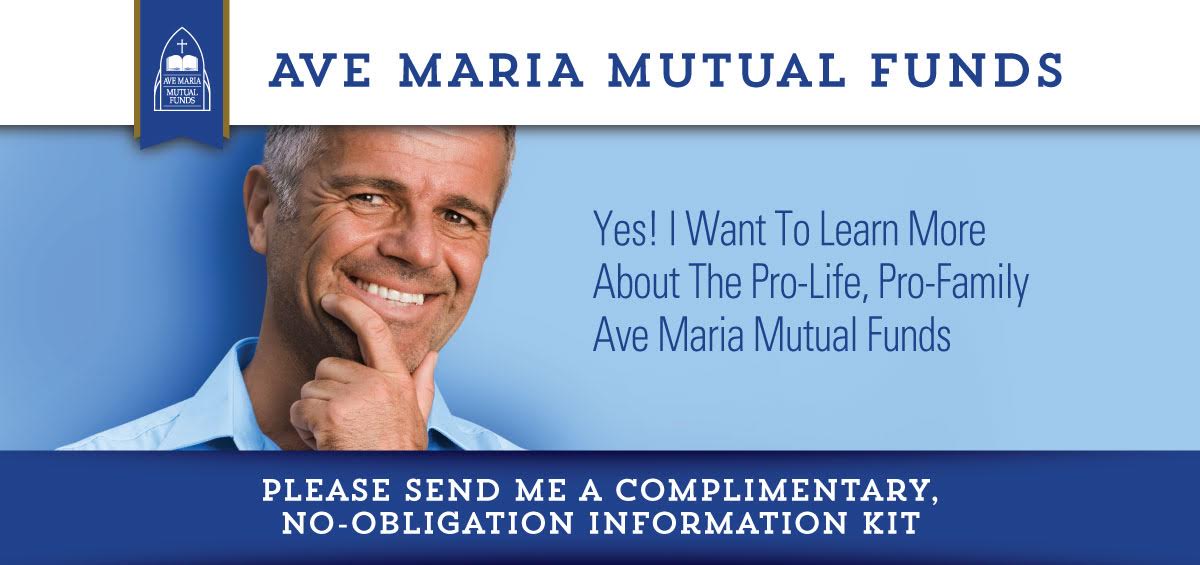 AVE MARIA
MUTUAL
FUNDS
AVE MARIA MUTUAL FUNDS
Yes! I Want To Learn More
About The Pro-Life, Pro-Family
Ave Maria Mutual Funds
PLEASE SEND ME A COMPLIMENTARY,
NO-OBLIGATION INFORMATION KIT